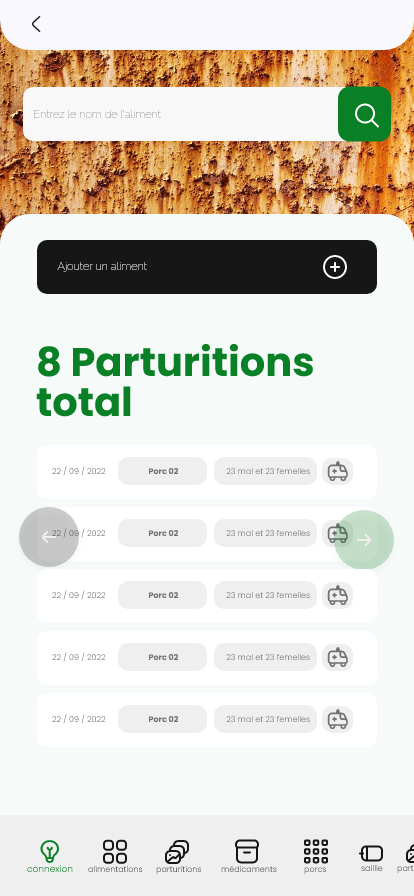 Entrez le nom de l'aliment
Ajouter un aliment
8 Parturitions
total
22 / 09 / 2022 Porc 02 23 mal et 23 femelles
22 / 09 / 2022 Porc 02 23 mal et 23 femelles
22 / 09 / 2022 Porc 02 23 mal et 23 femelles
22 / 09 / 2022 Porc 02 23 mal et 23 femelles
22 / 09 / 2022 Porc 02 23 mal et 23 femelles
connexion alimentations parturitions médicaments porcs saillie part